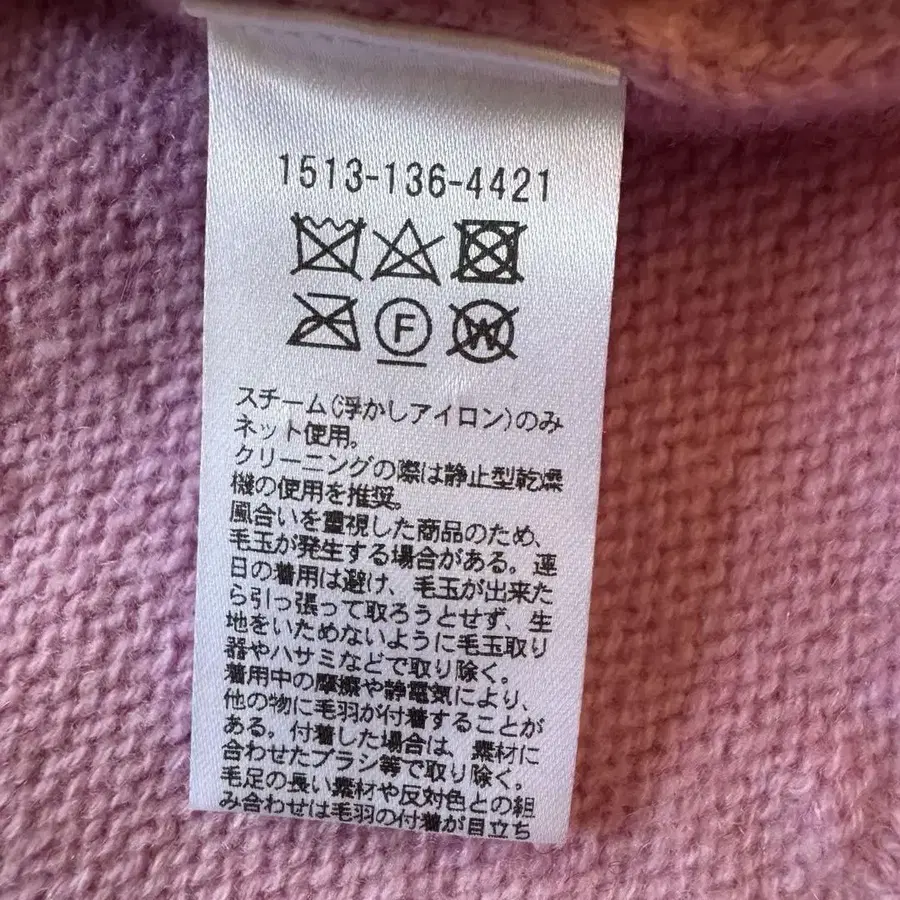 1513-136-4421
F
W
スチーム(浮かしアイロン)のみ
ネット使用。
クリーニングの際は静止型乾燥
機の使用を推奨。
風合いを重視した商品のため、
毛玉が発生する場合がある。連
日の着用は避け、毛玉が出来た
ら引っ張って取ろうとせず、生
地をいためないように毛玉取り
器やハサミなどで取り除く。
着用中の摩擦や静電気により、
他の物に毛羽が付着することが
ある。付着した場合は、素材に
合わせたブラシ等で取り除く。
毛足の長い素材や反対色との組
み合わせは毛羽の付着が目立ち